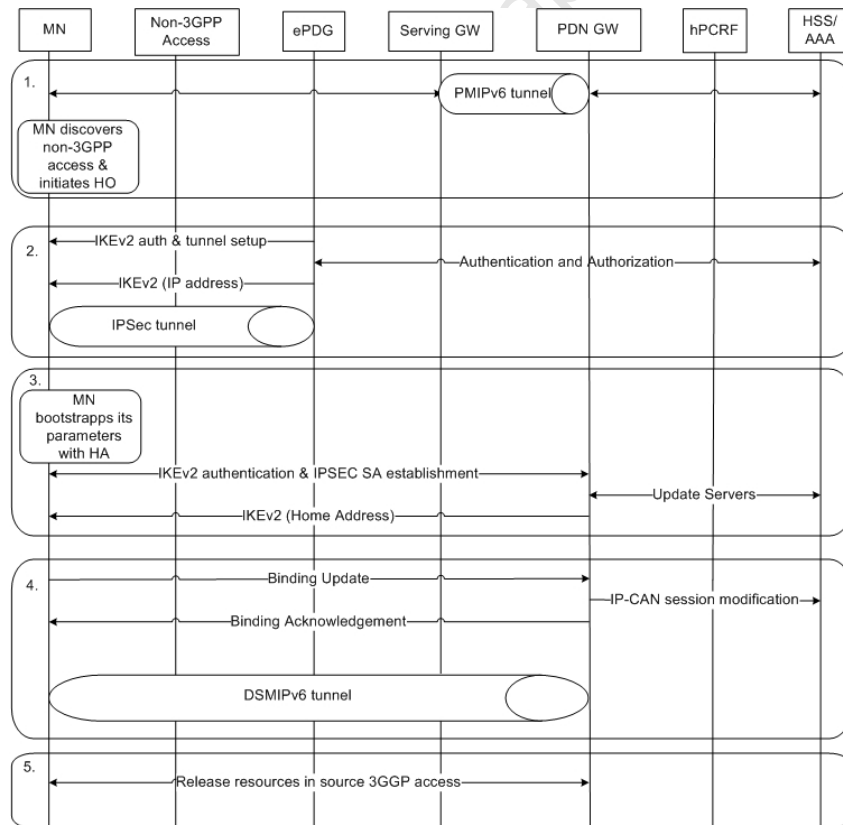 MN
Non-3GPP
Access
ePDG
Serving GW
PDN GW
hPCRF
HSS/
AAA
1.
PMIPv6 tunnel
MN discovers
non-3GPP
access &
initiates HO
2.
IKEv2 auth & tunnel setup
Authentication and Authorization
IKEv2 (IP address)
IPSec tunnel
3.
MN
bootstrapps its
parameters
with HA
IKEv2 authentication & IPSEC SA establishment
Update Servers
IKEv2 (Home Address)
4.
Binding Update
IP-CAN session modification
Binding Acknowledgement
DSMIPv6 tunnel
5.
Release resources in source 3GGP access